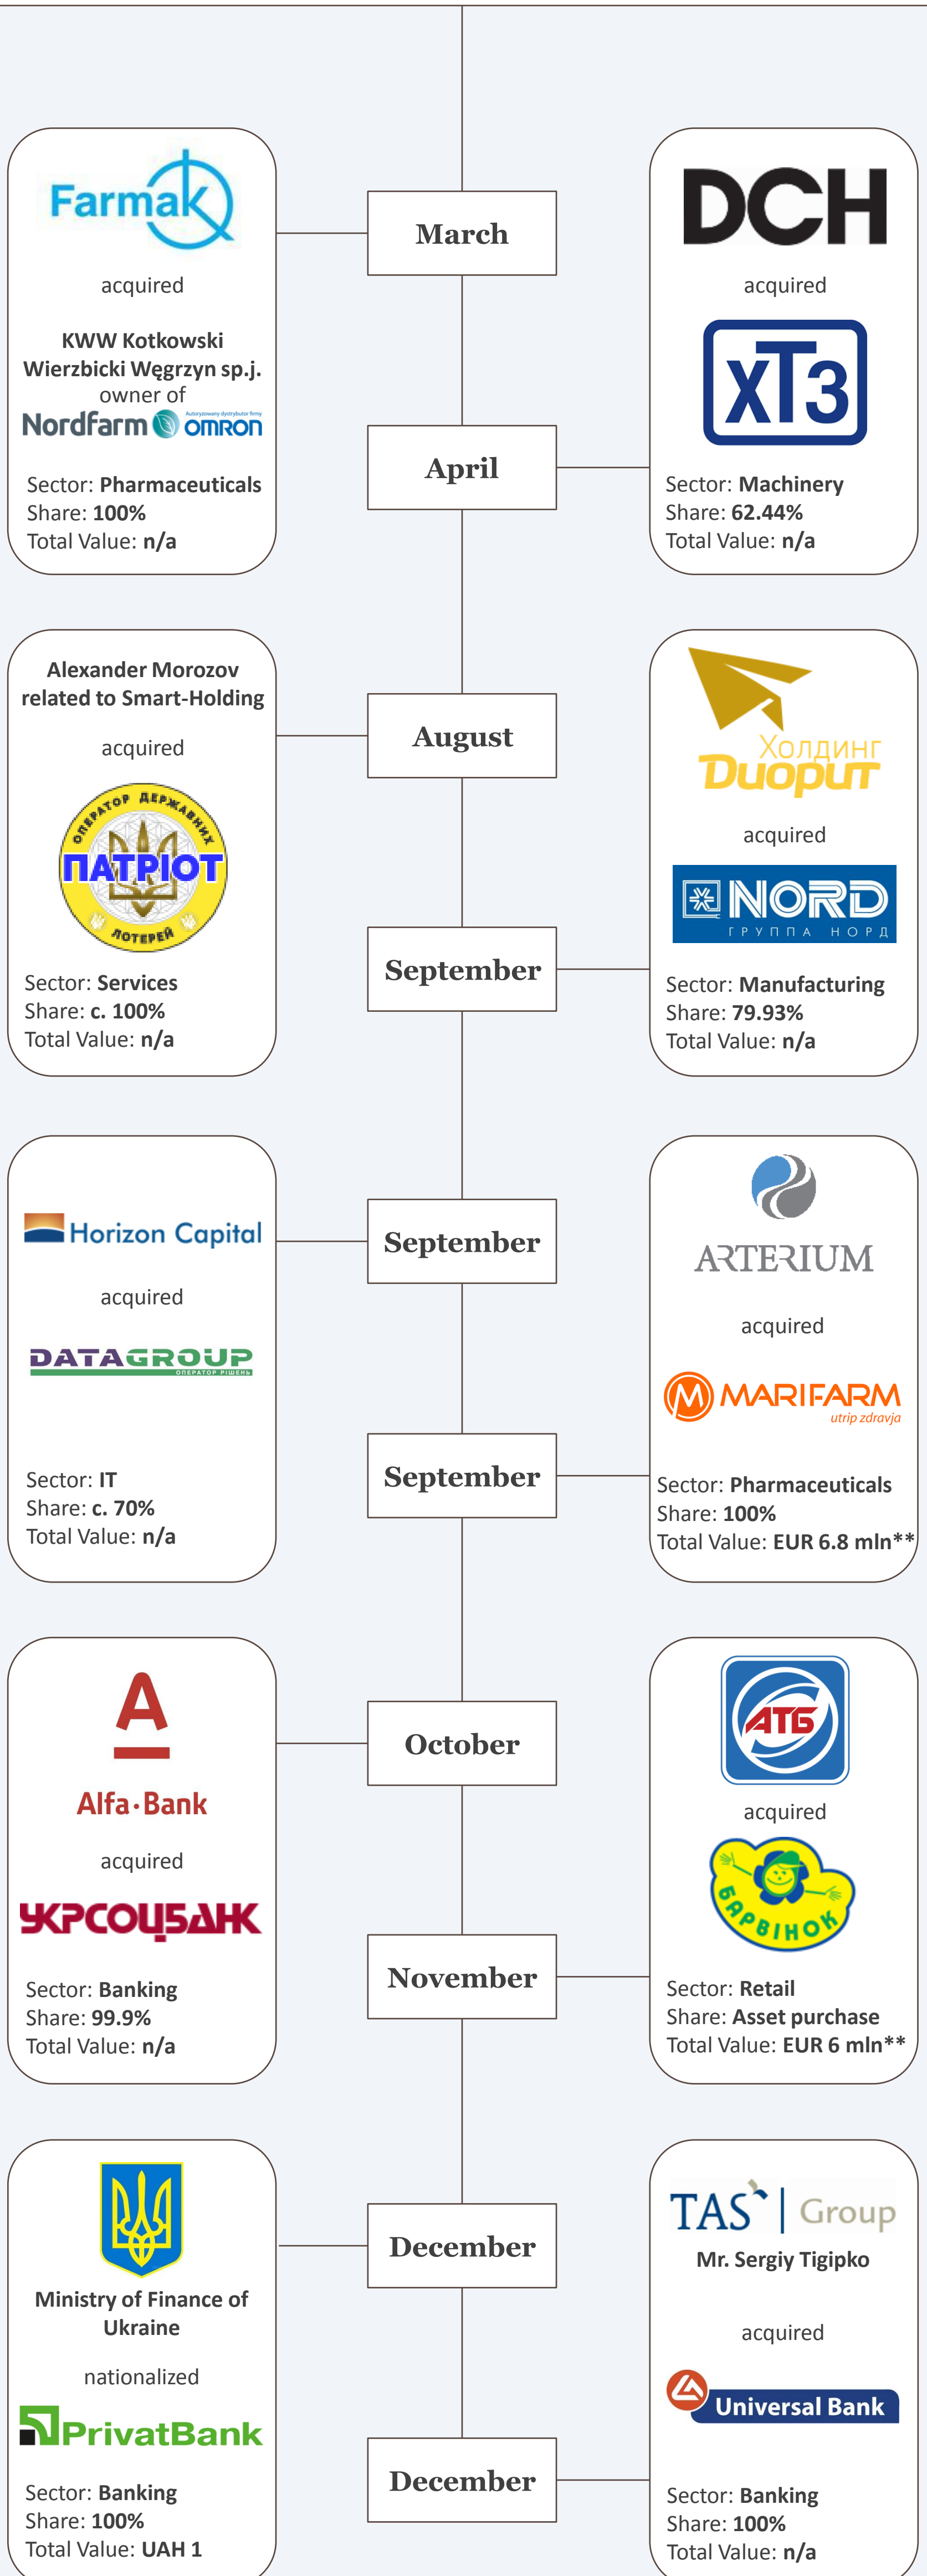 March
Farmak
acquired
KWW Kotkowski
Wierzbicki Węgrzyn sp.j.
owner of
Nordfarm
Autoryzowany dystrybutor firmy
OMRON
Sector: Pharmaceuticals
Share: 100%
Total Value: n/a
April
DCH
acquired
ХТЗ
Sector: Machinery
Share: 62.44%
Total Value: n/a
August
Alexander Morozov
related to Smart-Holding
acquired
ОПЕРАТОР ДЕРЖАВНИХ
ПАТРІОТ
ЛОТЕРЕЙ
Sector: Services
Share: c. 100%
Total Value: n/a
September
Холдинг
Диорит
acquired
NORD
ГРУППА НОРД
Sector: Manufacturing
Share: 79.93%
Total Value: n/a
September
Horizon Capital
acquired
DATAGROUP
ОПЕРАТОР РІШЕНЬ
Sector: IT
Share: c. 70%
Total Value: n/a
September
ARTERIUM
acquired
M MARIFARM
utrip zdravja
Sector: Pharmaceuticals
Share: 100%
Total Value: EUR 6.8 mln**
October
A
Alfa·Bank
acquired
УКРСОЦБАНК
Sector: Banking
Share: 99.9%
Total Value: n/a
November
АТБ
acquired
БАРВІНОК
Sector: Retail
Share: Asset purchase
Total Value: EUR 6 mln**
December
Ministry of Finance of
Ukraine
nationalized
PrivatBank
Sector: Banking
Share: 100%
Total Value: UAH 1
December
TAS | Group
Mr. Sergiy Tigipko
acquired
Universal Bank
Sector: Banking
Share: 100%
Total Value: n/a